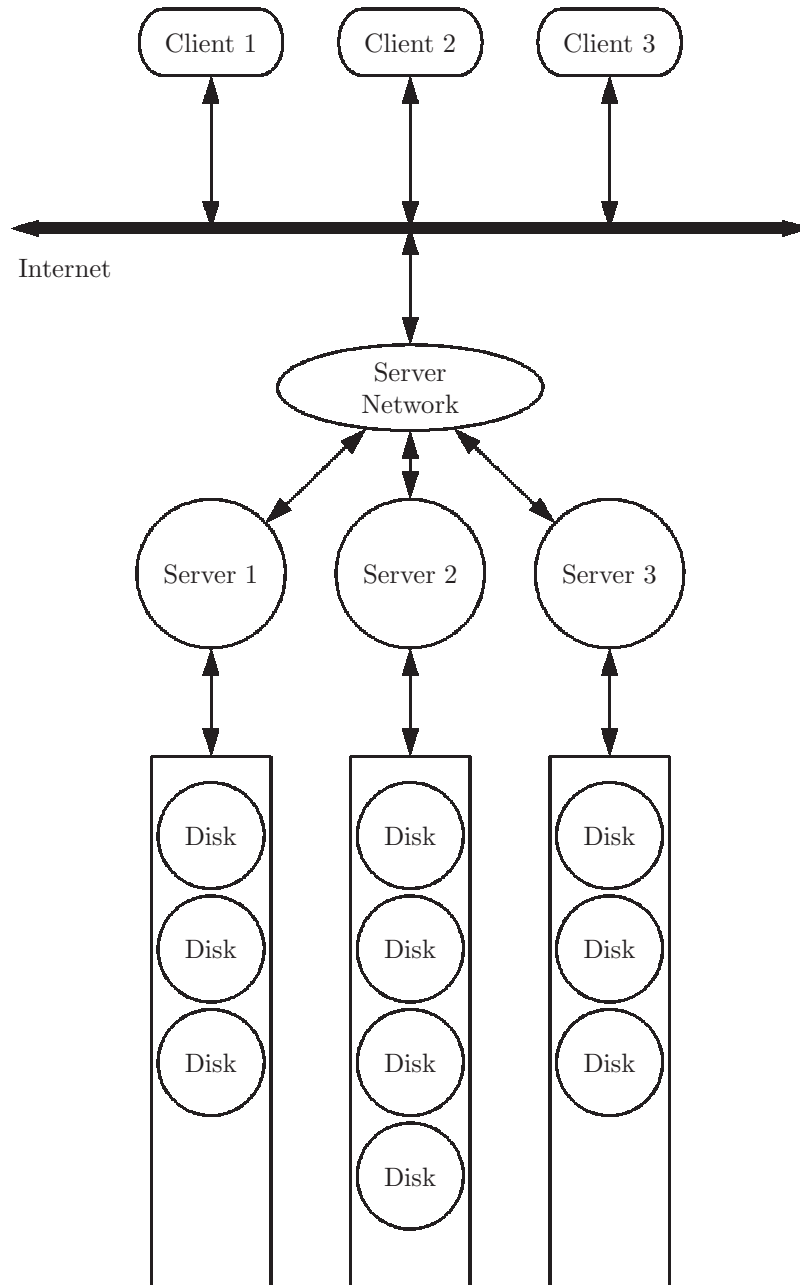 Client 1
Client 2
Client 3
Internet
Server
Network
Server 1
Server 2
Server 3
Disk
Disk
Disk
Disk
Disk
Disk
Disk
Disk
Disk
Disk